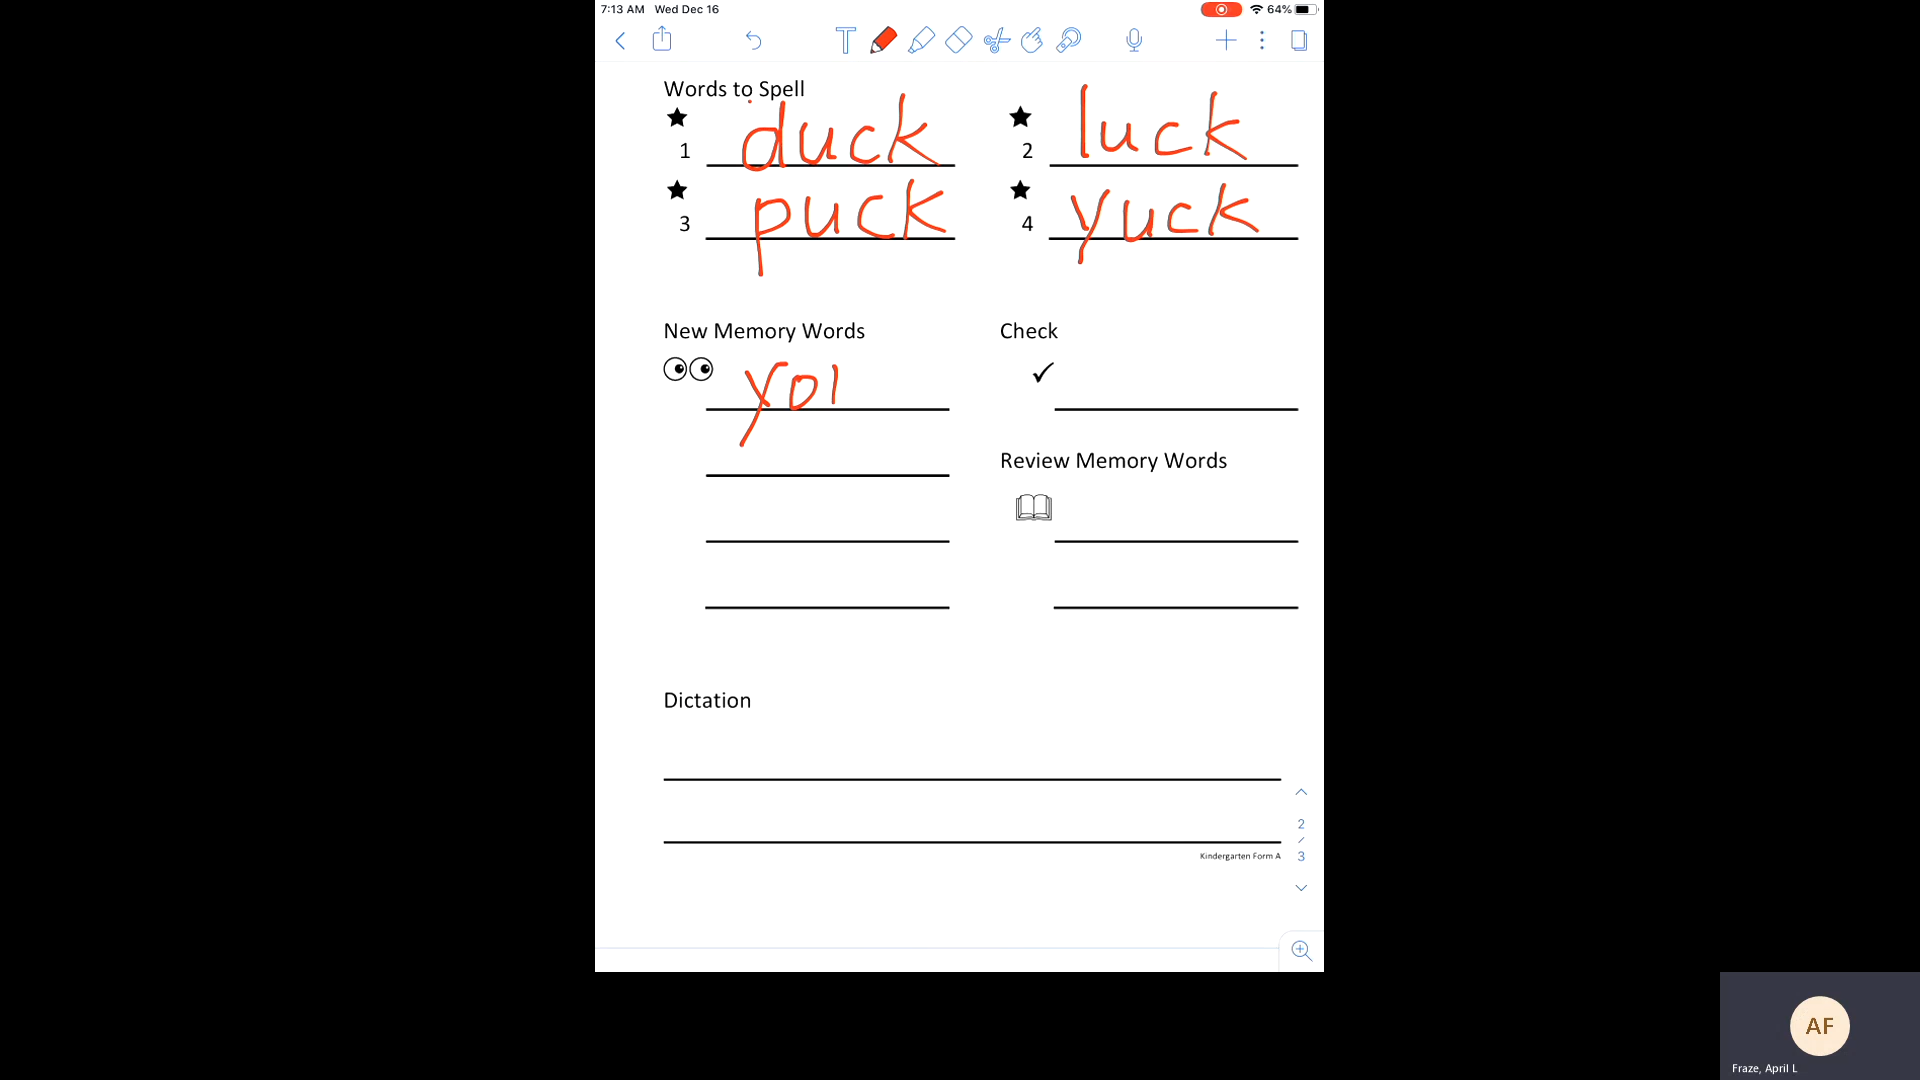 7:13 AM Wed Dec 16 64%
Words to Spell
1 duck 2 luck
3 puck 4 yuck
New Memory Words Check
yo
Review Memory Words
Dictation
2
/
3
Kindergarten Form A
AF
Fraze, April L